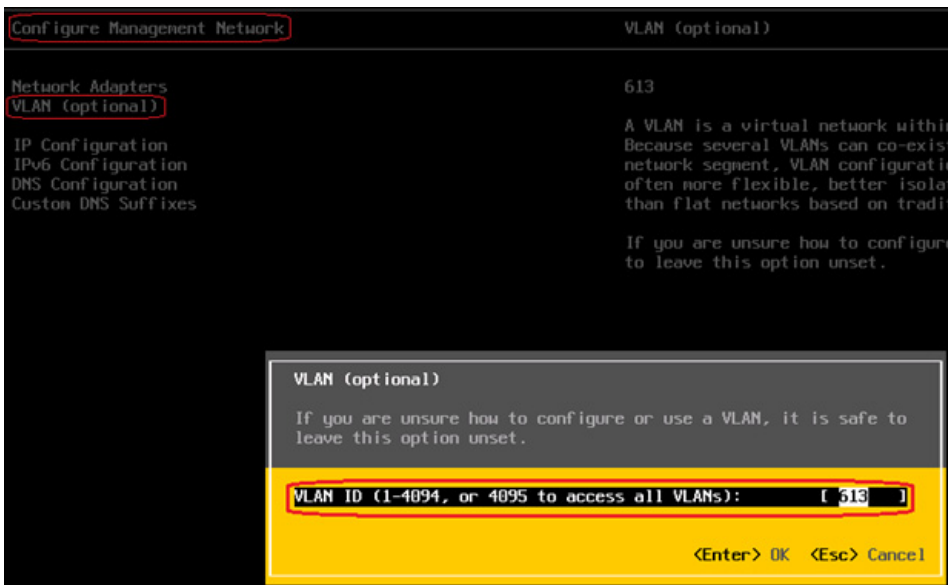 Configure Management Network
VLAN (optional)
Network Adapters
VLAN (optional)
IP Configuration
IPv6 Configuration
DNS Configuration
Custom DNS Suffixes
613
A VLAN is a virtual network within
Because several VLANs can co-exis
network segment, VLAN configurati
often more flexible, better isola
than flat networks based on tradi
If you are unsure how to configure
to leave this option unset.
VLAN (optional)
If you are unsure how to configure or use a VLAN, it is safe to
leave this option unset.
VLAN ID (1-4094, or 4095 to access all VLANs): [ 613 ]
<Enter> OK <Esc> Cancel